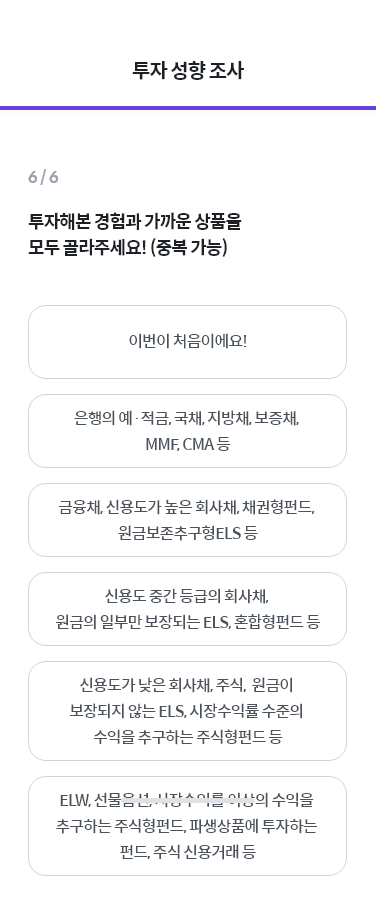 투자 성향 조사
6 / 6
투자해본 경험과 가까운 상품을
모두 골라주세요! (중복 가능)
이번이 처음이에요!
은행의 예·적금, 국채, 지방채, 보증채,
MMF, CMA 등
금융채, 신용도가 높은 회사채, 채권형펀드,
원금보존추구형ELS 등
신용도 중간 등급의 회사채,
원금의 일부만 보장되는 ELS, 혼합형펀드 등
신용도가 낮은 회사채, 주식, 원금이
보장되지 않는 ELS, 시장수익률 수준의
수익을 추구하는 주식형펀드 등
ELW, 선물옵션, 시장수익률 이상의 수익을
추구하는 주식형펀드, 파생상품에 투자하는
펀드, 주식 신용거래 등